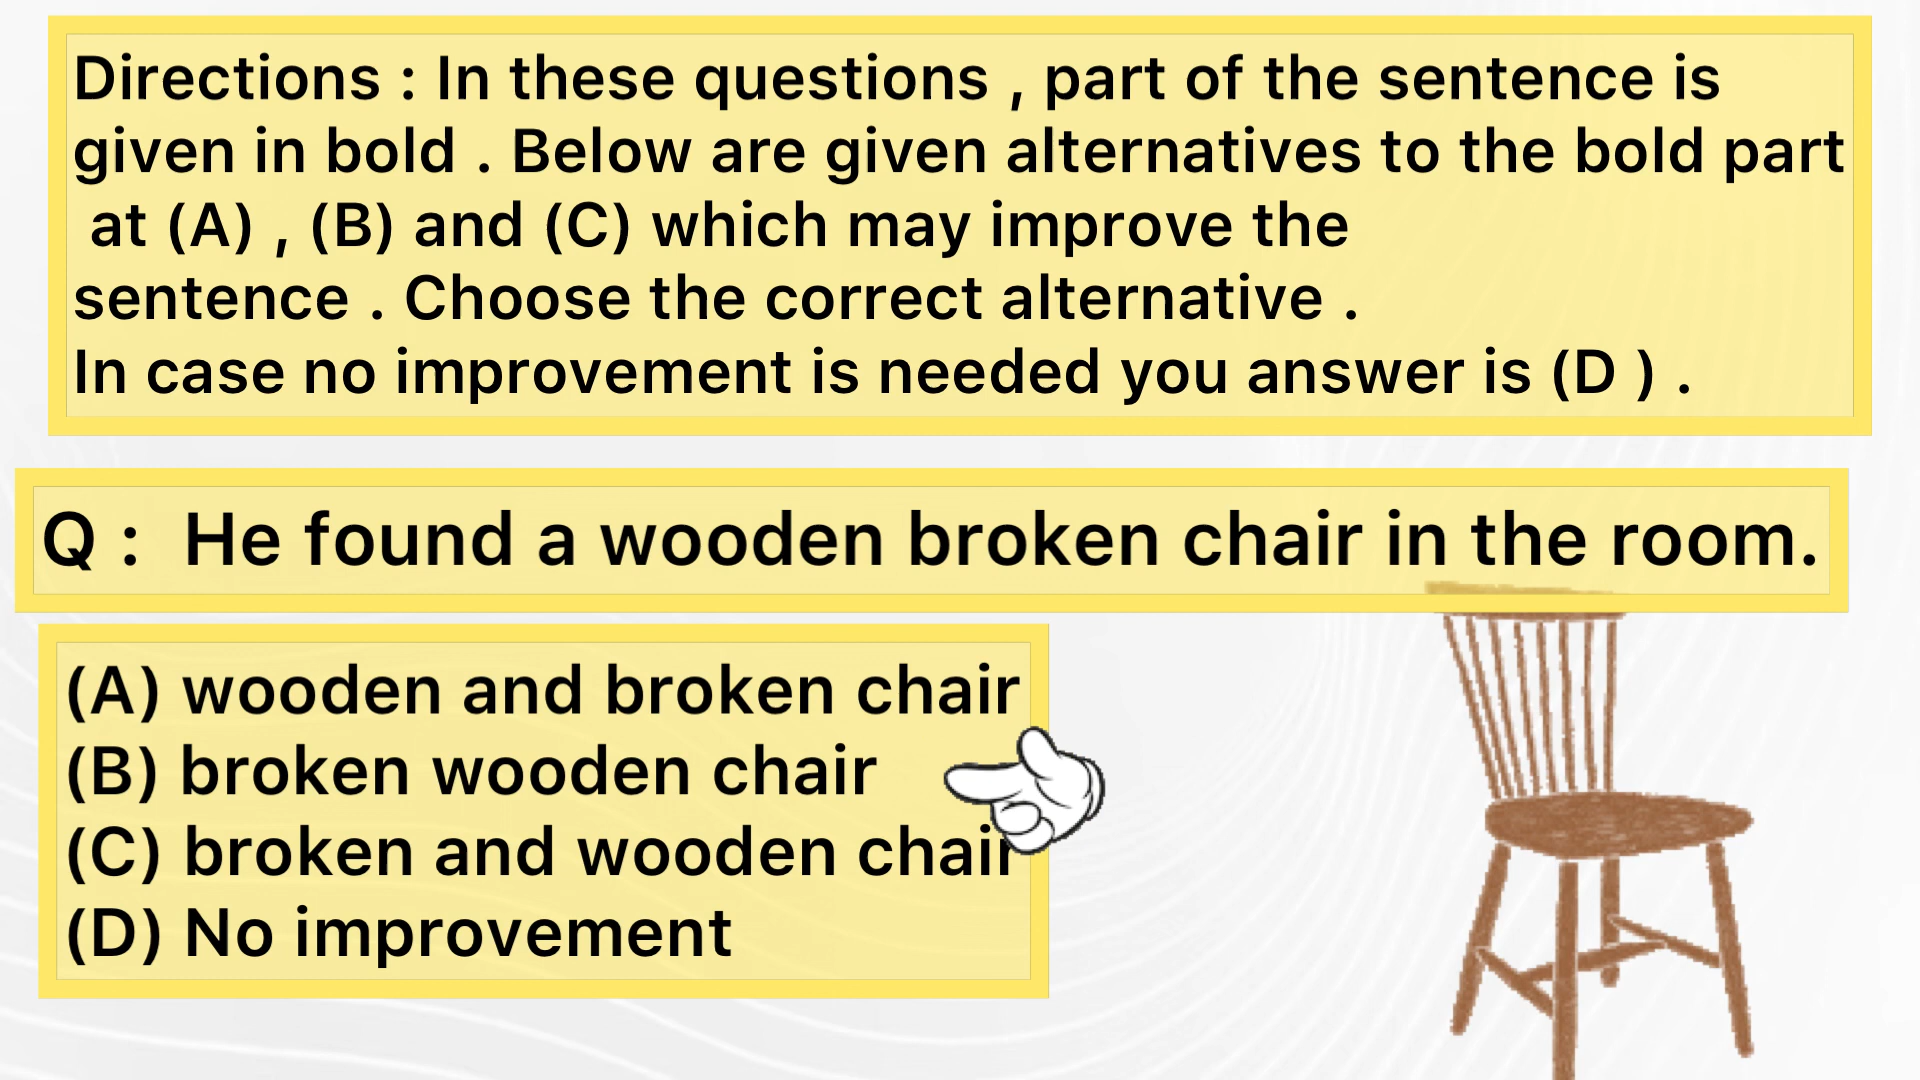 Directions : In these questions , part of the sentence is
given in bold . Below are given alternatives to the bold part
at (A) , (B) and (C) which may improve the
sentence . Choose the correct alternative .
In case no improvement is needed you answer is (D ) .
Q : He found a wooden broken chair in the room.
(A) wooden and broken chair
(B) broken wooden chair
(C) broken and wooden chair
(D) No improvement